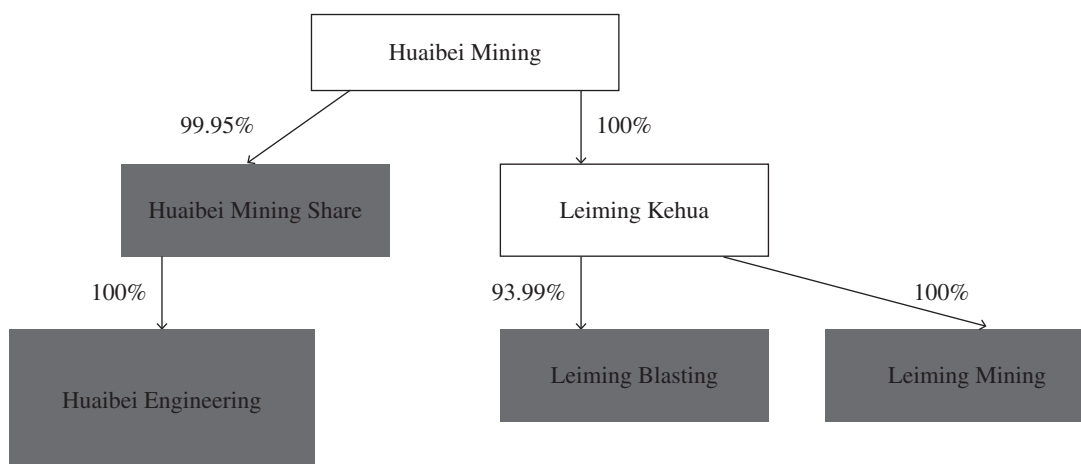 Huaibei Mining
99.95%
100%
Huaibei Mining Share
Leiming Kehua
100%
93.99%
100%
Huaibei Engineering
Leiming Blasting
Leiming Mining